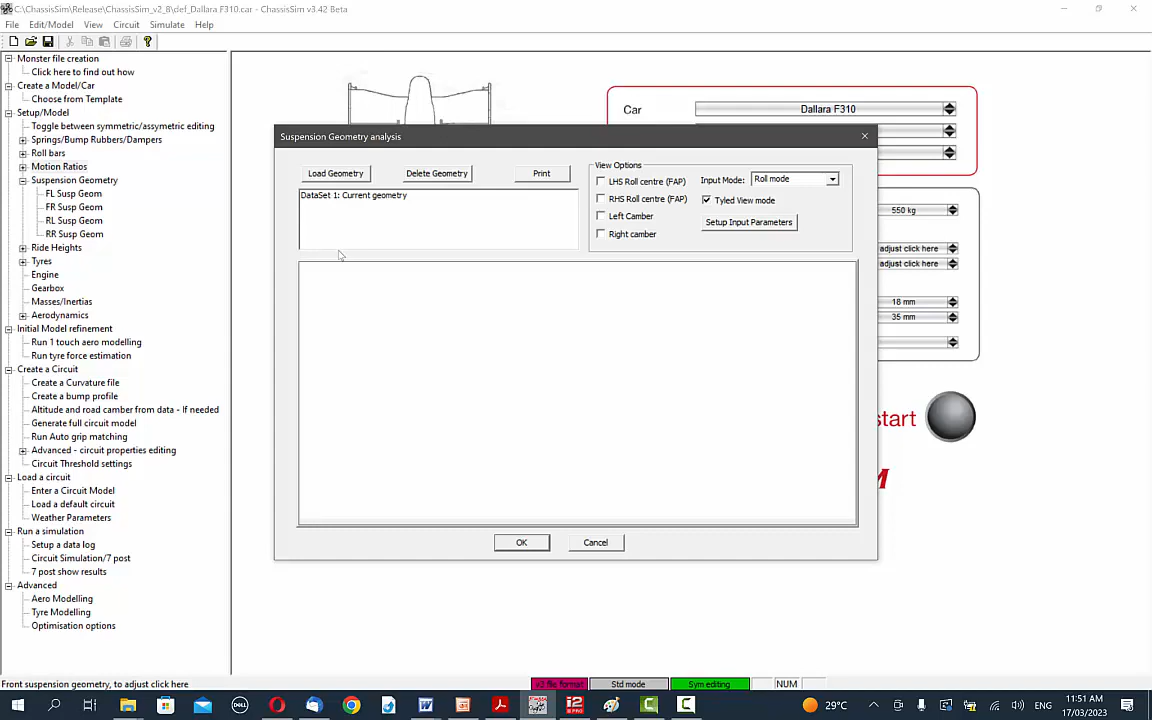 C:\ChassisSim\Release\ChassisSim_v2_8\def_Dallara F310.car - ChassisSim v3.42 Beta
File Edit/Model View Circuit Simulate Help
Monster file creation
Click here to find out how
Create a Model/Car
Choose from Template
Setup/Model
Toggle between symmetric/assymetric editing
Springs/Bump Rubbers/Dampers
Roll bars
Motion Ratios
Suspension Geometry
FL Susp Geom
FR Susp Geom
RL Susp Geom
RR Susp Geom
Ride Heights
Tyres
Engine
Gearbox
Masses/Inertias
Aerodynamics
Initial Model refinement
Run 1 touch aero modelling
Run tyre force estimation
Create a Circuit
Create a Curvature file
Create a bump profile
Altitude and road camber from data - If needed
Generate full circuit model
Run Auto grip matching
Advanced - circuit properties editing
Circuit Threshold settings
Load a circuit
Enter a Circuit Model
Load a default circuit
Weather Parameters
Run a simulation
Setup a data log
Circuit Simulation/7 post
7 post show results
Advanced
Aero Modelling
Tyre Modelling
Optimisation options
Car Dallara F310
Suspension Geometry analysis
Load Geometry Delete Geometry Print
DataSet 1: Current geometry
View Options
LHS Roll centre (FAP)
RHS Roll centre (FAP)
Left Camber
Right camber
Input Mode: Roll mode
Tyled View mode
Setup Input Parameters
OK Cancel
550 kg
adjust click here
adjust click here
18 mm
35 mm
start
M
Front suspension geometry, to adjust click here
v2 file format Std mode Sym editing NUM
29°C ENG 11:51 AM
17/03/2023